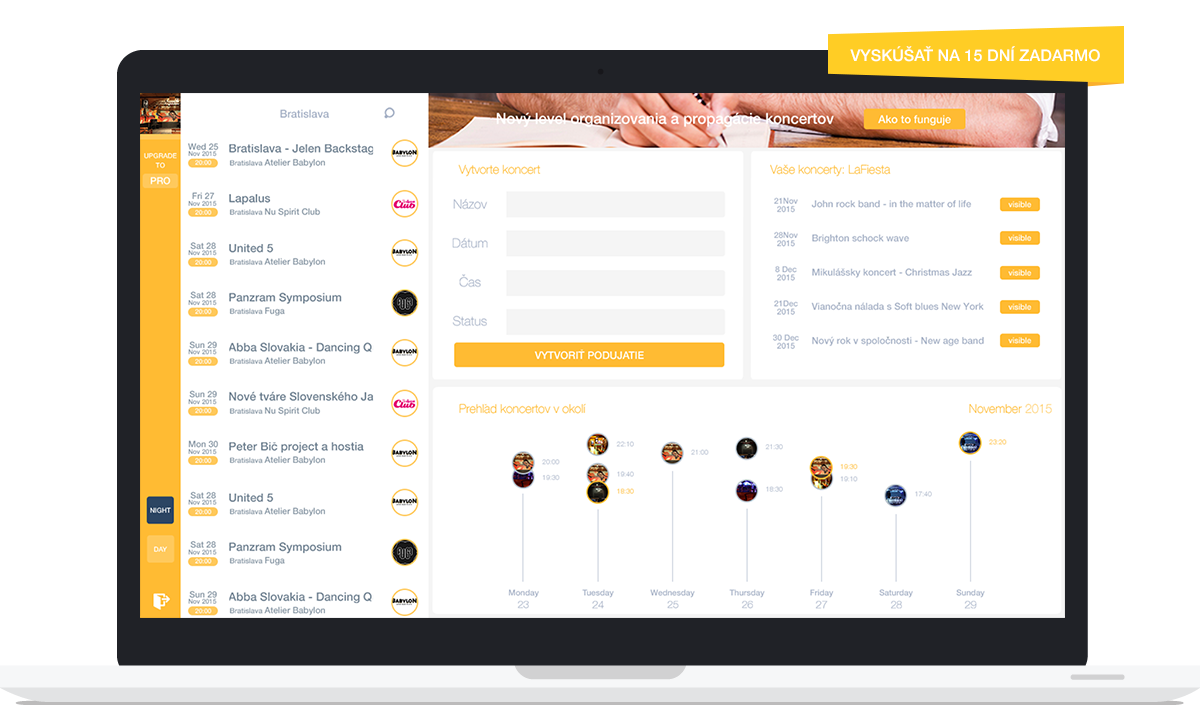 VYSKÚŠAŤ NA 15 DNÍ ZADARMO
UPGRADE
TO
PRO
NIGHT
DAY
Bratislava
Wed 25
Nov 2015
20:00
Bratislava - Jelen Backstag
Bratislava Atelier Babylon
BABYLON
Fri 27
Nov 2015
20:00
Lapalus
Bratislava Nu Spirit Club
Club
Sat 28
Nov 2015
20:00
United 5
Bratislava Atelier Babylon
BABYLON
Sat 28
Nov 2015
20:00
Panzram Symposium
Bratislava Fuga
Sun 29
Nov 2015
20:00
Abba Slovakia - Dancing Q
Bratislava Atelier Babylon
BABYLON
Sun 29
Nov 2015
20:00
Nové tváre Slovenského Ja
Bratislava Nu Spirit Club
Club
Mon 30
Nov 2015
20:00
Peter Bič project a hostia
Bratislava Atelier Babylon
BABYLON
Sat 28
Nov 2015
20:00
United 5
Bratislava Atelier Babylon
BABYLON
Sat 28
Nov 2015
20:00
Panzram Symposium
Bratislava Fuga
Sun 29
Nov 2015
20:00
Abba Slovakia - Dancing Q
Bratislava Atelier Babylon
BABYLON
Nový level organizovania a propagácie koncertov
Ako to funguje
Vytvorte koncert
Názov
Dátum
Čas
Status
VYTVORIŤ PODUJATIE
Vaše koncerty: LaFiesta
21Nov
2015
John rock band - in the matter of life
visible
28Nov
2015
Brighton schock wave
visible
8 Dec
2015
Mikulášsky koncert - Christmas Jazz
visible
21Dec
2015
Vianočna nálada s Soft blues New York
visible
30 Dec
2015
Nový rok v spoločnosti - New age band
visible
Prehľad koncertov v okolí
November 2015
20:00
19:30
22:10
19:40
18:30
21:00
21:30
18:30
19:30
19:10
17:40
23:20
Monday
23
Tuesday
24
Wednesday
25
Thursday
26
Friday
27
Saturday
28
Sunday
29